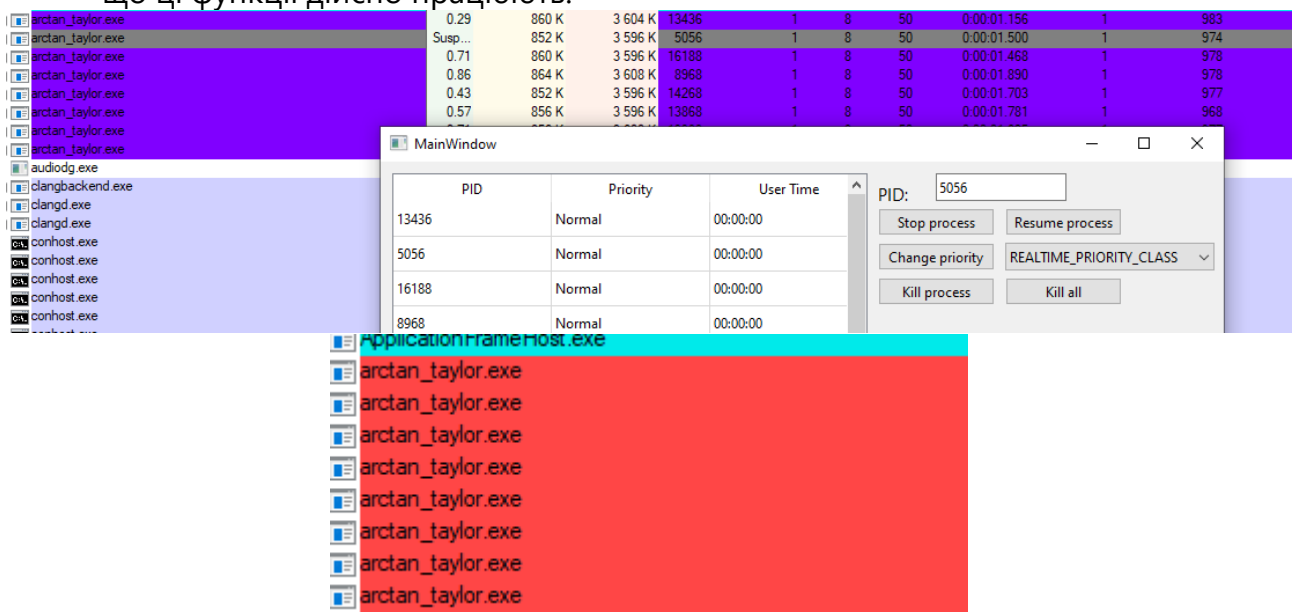 що ці функції дійсно працюють.
arctan_taylor.exe 0.29 860 K 3 604 K 13436 1 8 50 0:00:01.156 1 983
arctan_taylor.exe Susp... 852 K 3 596 K 5056 1 8 50 0:00:01.500 1 974
arctan_taylor.exe 0.71 860 K 3 596 K 16188 1 8 50 0:00:01.468 1 978
arctan_taylor.exe 0.86 864 K 3 608 K 8968 1 8 50 0:00:01.890 1 978
arctan_taylor.exe 0.43 852 K 3 596 K 14268 1 8 50 0:00:01.703 1 977
arctan_taylor.exe 0.57 856 K 3 596 K 13868 1 8 50 0:00:01.781 1 968
arctan_taylor.exe
arctan_taylor.exe
audiodg.exe
clangbackend.exe
clangd.exe
clangd.exe
conhost.exe
conhost.exe
conhost.exe
conhost.exe
conhost.exe
MainWindow
PID Priority User Time
13436 Normal 00:00:00
5056 Normal 00:00:00
16188 Normal 00:00:00
8968 Normal 00:00:00
PID: 5056
Stop process Resume process
Change priority REALTIME_PRIORITY_CLASS
Kill process Kill all
ApplicationFrameHost.exe
arctan_taylor.exe
arctan_taylor.exe
arctan_taylor.exe
arctan_taylor.exe
arctan_taylor.exe
arctan_taylor.exe
arctan_taylor.exe
arctan_taylor.exe